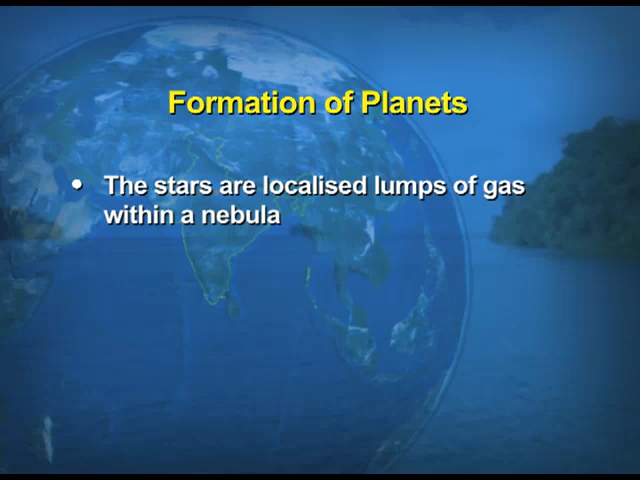 Formation of Planets
• The stars are localised lumps of gas
within a nebula